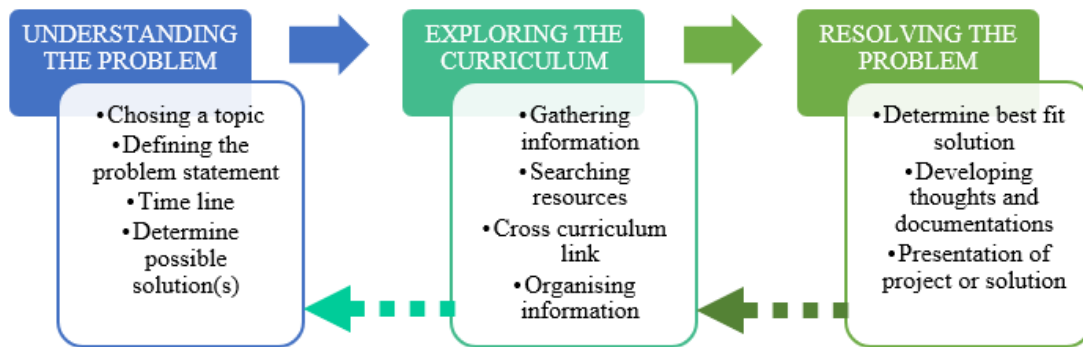 UNDERSTANDING
THE PROBLEM
•Chosing a topic
•Defining the
problem statement
•Time line
•Determine
possible
solution(s)
EXPLORING THE
CURRICULUM
•Gathering
information
•Searching
resources
•Cross curriculum
link
•Organising
information
RESOLVING THE
PROBLEM
•Determine best fit
solution
•Developing
thoughts and
documentations
•Presentation of
project or solution